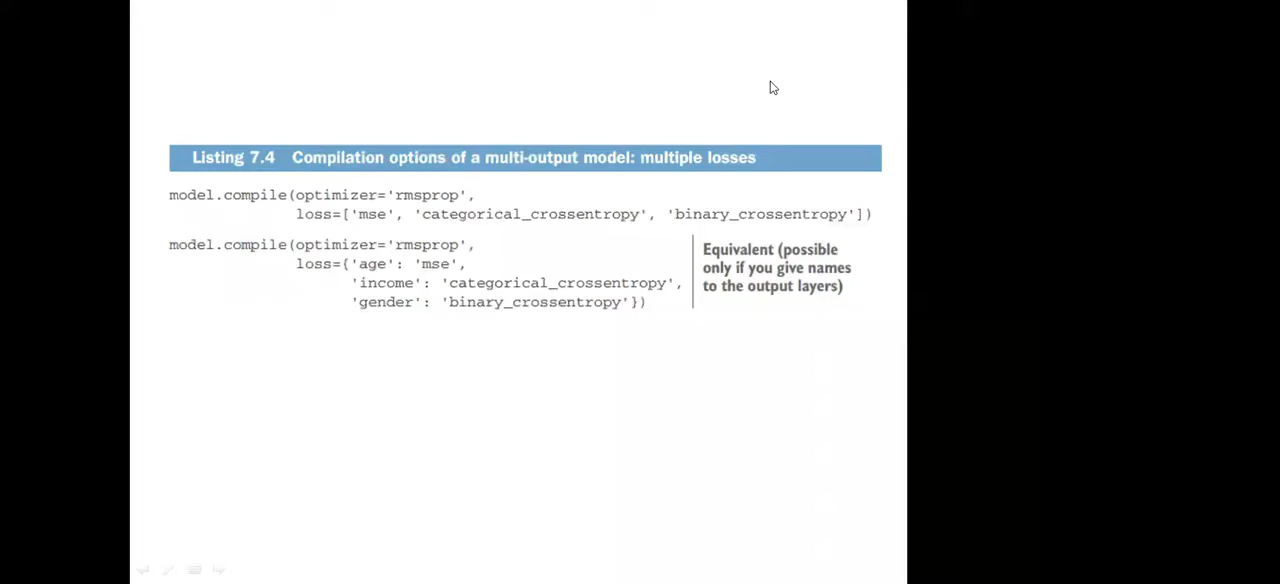 Listing 7.4 Compilation options of a multi-output model: multiple losses
model.compile(optimizer='rmsprop',
loss=['mse', 'categorical_crossentropy', 'binary_crossentropy'])
model.compile(optimizer='rmsprop',
loss={'age': 'mse',
'income': 'categorical_crossentropy',
'gender': 'binary_crossentropy'})
Equivalent (possible
only if you give names
to the output layers)